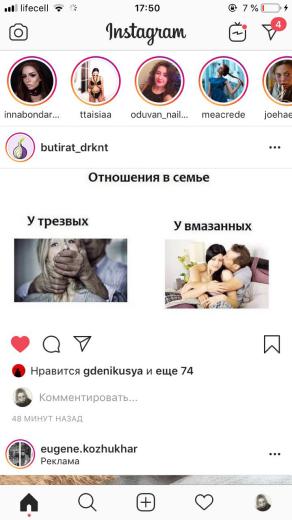 lifecell 17:50 7 %
Instagram
4
innabondar... ttaisiaa oduvan_nail... meacrede joehae
butirat_drknt
Отношения в семье
У трезвых
У вмазанных
Нравится gdenikusya и еще 74
Комментировать...
48 МИНУТ НАЗАД
eugene.kozhukhar
Реклама